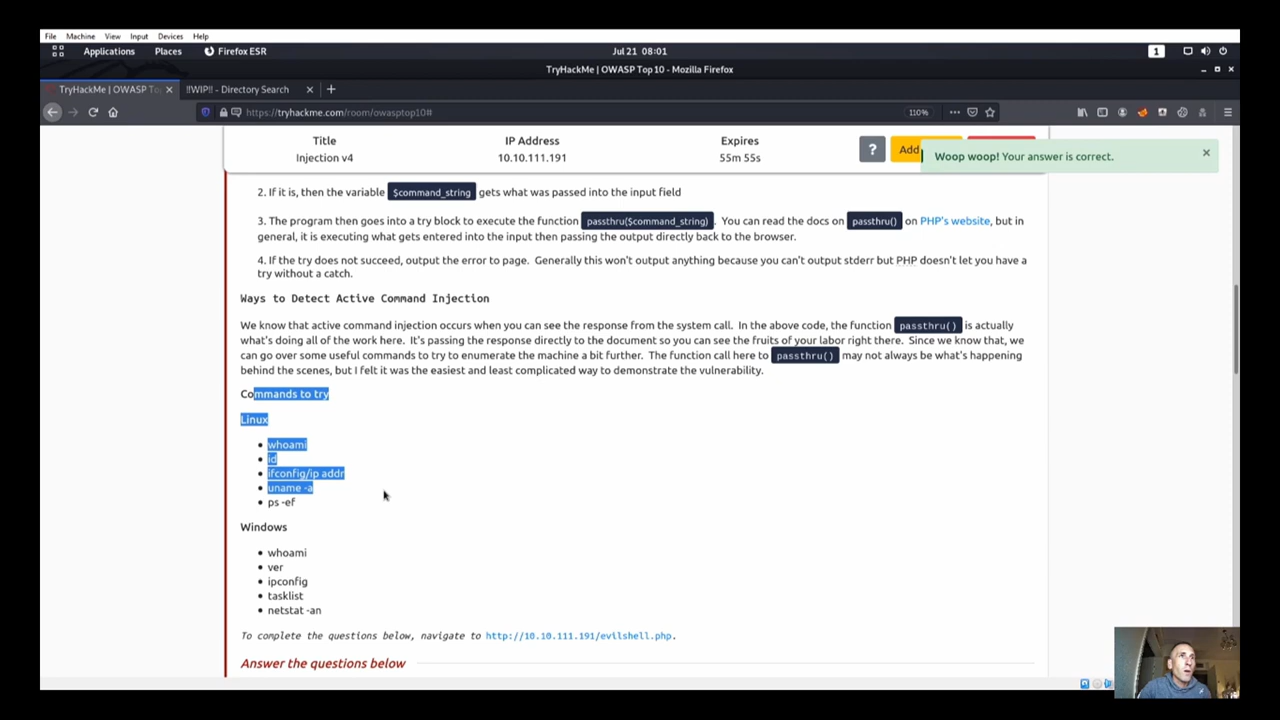 File Machine View Input Devices Help
Applications Places Firefox ESR Jul 21 08:01 1
TryHackMe | OWASP Top 10 - Mozilla Firefox
TryHackMe | OWASP To !!WIP!! - Directory Search
https://tryhackme.com/room/owasptop10# 110%
Title IP Address Expires
Injection v4 10.10.111.191 55m 55s
? Add
Woop woop! Your answer is correct.
2. If it is, then the variable $command_string gets what was passed into the input field
3. The program then goes into a try block to execute the function passthru($command_string). You can read the docs on passthru() on PHP's website, but in
general, it is executing what gets entered into the input then passing the output directly back to the browser.
4. If the try does not succeed, output the error to page. Generally this won't output anything because you can't output stderr but PHP doesn't let you have a
try without a catch.
Ways to Detect Active Command Injection
We know that active command injection occurs when you can see the response from the system call. In the above code, the function passthru() is actually
what's doing all of the work here. It's passing the response directly to the document so you can see the fruits of your labor right there. Since we know that, we
can go over some useful commands to try to enumerate the machine a bit further. The function call here to passthru() may not always be what's happening
behind the scenes, but I felt it was the easiest and least complicated way to demonstrate the vulnerability.
Commands to try
Linux
• whoami
• id
• ifconfig/ip addr
• uname -a
• ps -ef
Windows
• whoami
• ver
• ipconfig
• tasklist
• netstat -an
To complete the questions below, navigate to http://10.10.111.191/evilshell.php.
Answer the questions below